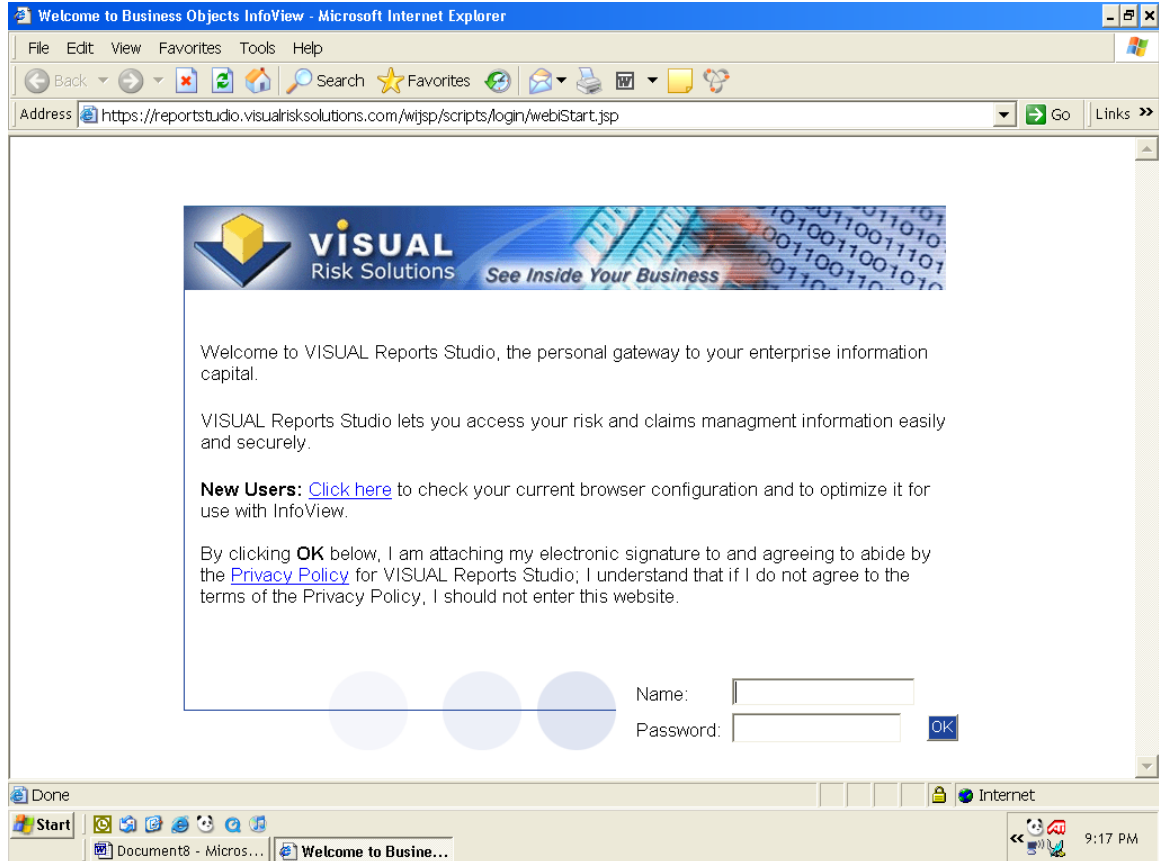 Welcome to Business Objects InfoView - Microsoft Internet Explorer
File Edit View Favorites Tools Help
Back Search Favorites
Address https://reportstudio.visualrisksolutions.com/wijsp/scripts/login/webiStart.jsp Go Links
VISUAL
Risk Solutions
See Inside Your Business
Welcome to VISUAL Reports Studio, the personal gateway to your enterprise information
capital.
VISUAL Reports Studio lets you access your risk and claims managment information easily
and securely.
New Users: Click here to check your current browser configuration and to optimize it for
use with InfoView.
By clicking OK below, I am attaching my electronic signature to and agreeing to abide by
the Privacy Policy for VISUAL Reports Studio; I understand that if I do not agree to the
terms of the Privacy Policy, I should not enter this website.
Name:
Password: OK
Done Internet
Start 9:17 PM
Document8 - Micros... Welcome to Busine...